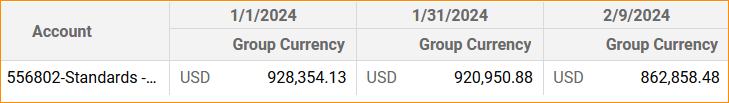 Account 1/1/2024 1/31/2024 2/9/2024
Group Currency Group Currency Group Currency
556802-Standards -... USD 928,354.13 USD 920,950.88 USD 862,858.48